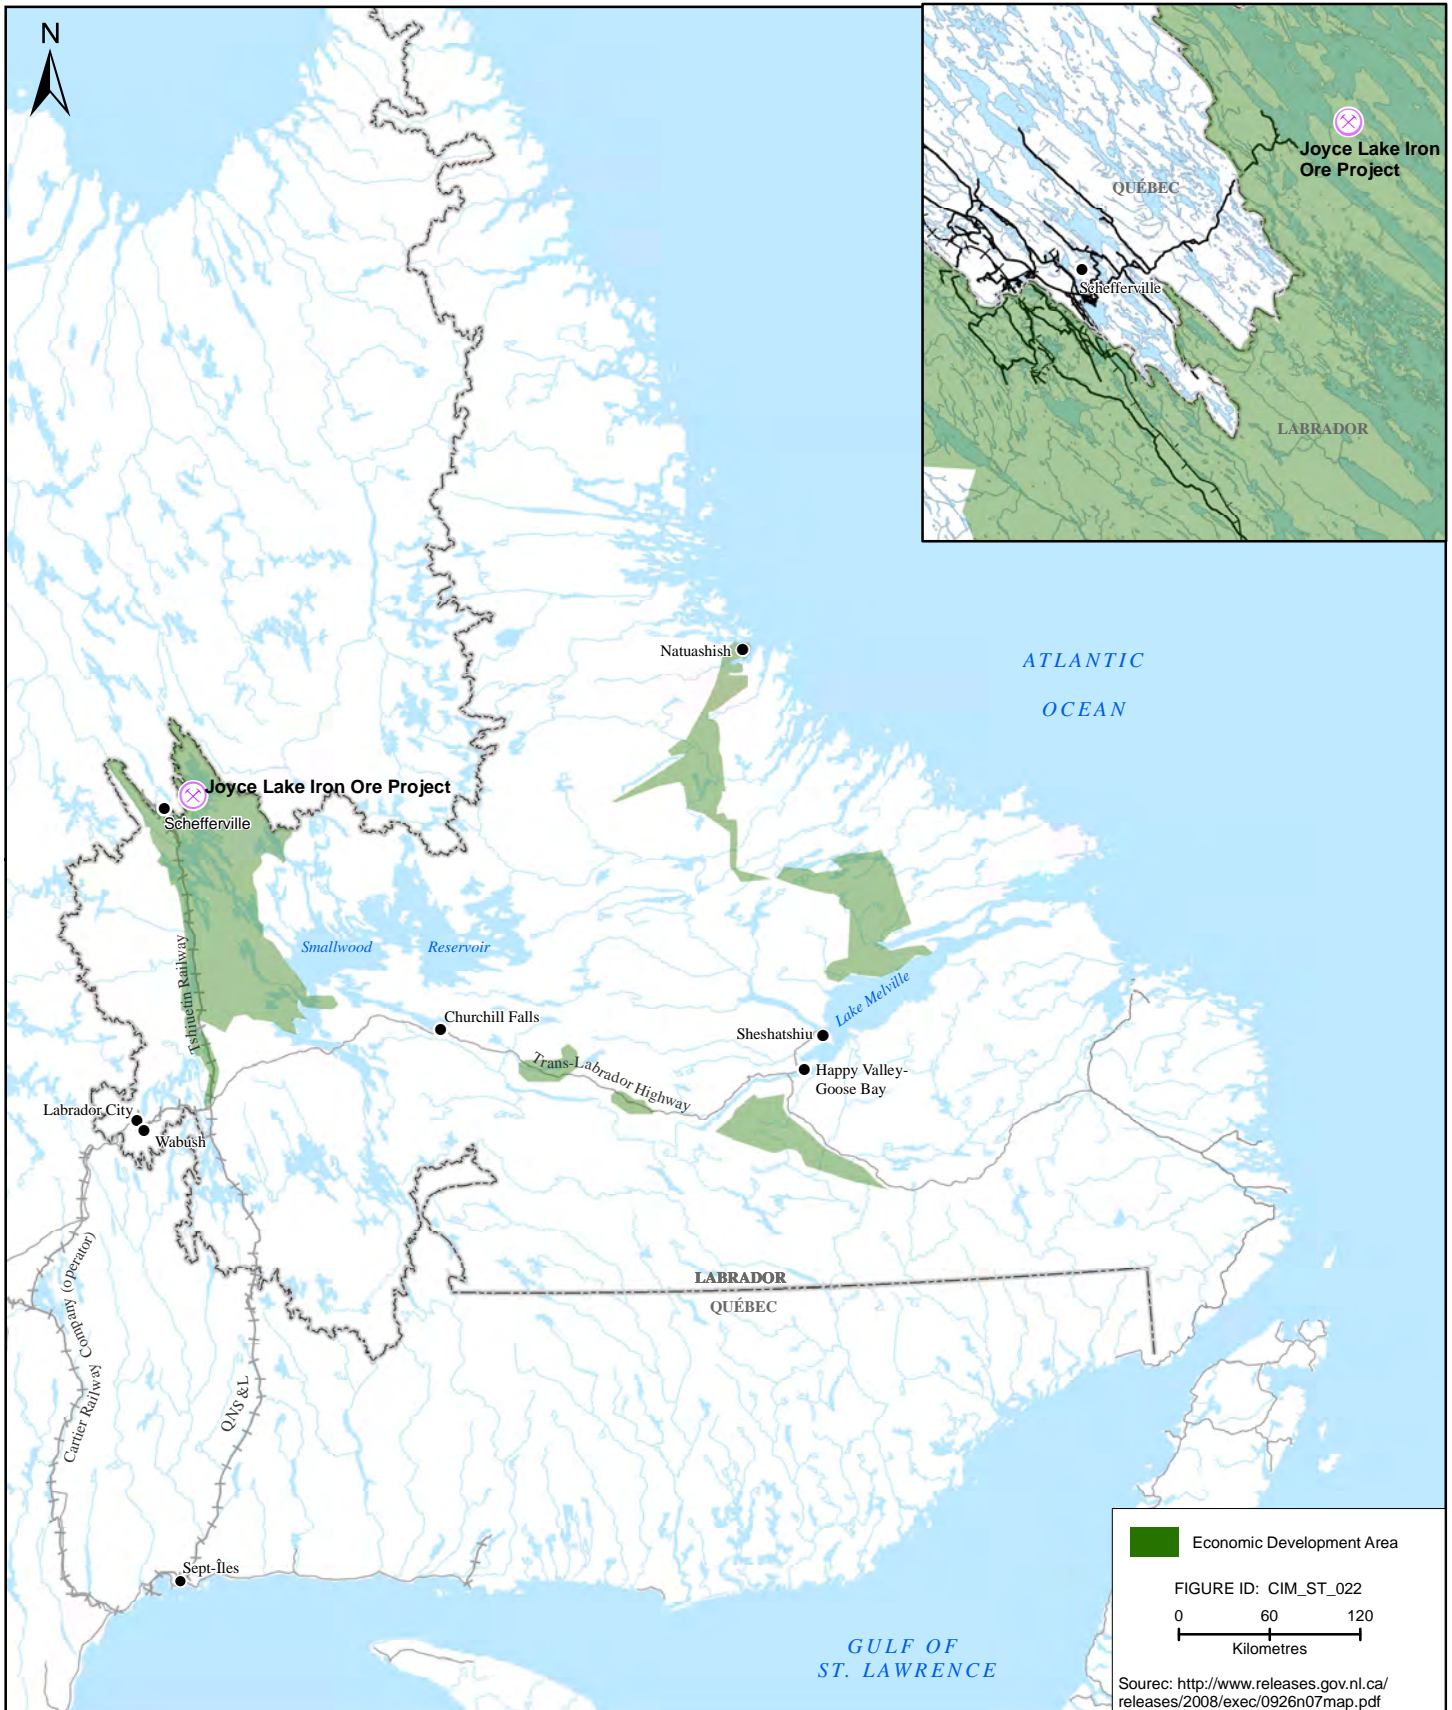 N
Joyce Lake Iron
Ore Project
QUÉBEC
Schefferville
LABRADOR
Natuashish
ATLANTIC
OCEAN
Joyce Lake Iron Ore Project
Schefferville
Smallwood
Reservoir
Tshiuetin Railway
Lake Melville
Churchill Falls
Sheshatshiu
Trans-Labrador Highway
Happy Valley-
Goose Bay
Labrador City
Wabush
LABRADOR
QUÉBEC
Cartier Railway Company (operator)
QNS&L
Sept-Îles
GULF OF
ST. LAWRENCE
Economic Development Area
FIGURE ID: CIM_ST_022
0 60 120
Kilometres
Sourec: http://www.releases.gov.nl.ca/
releases/2008/exec/0926n07map.pdf